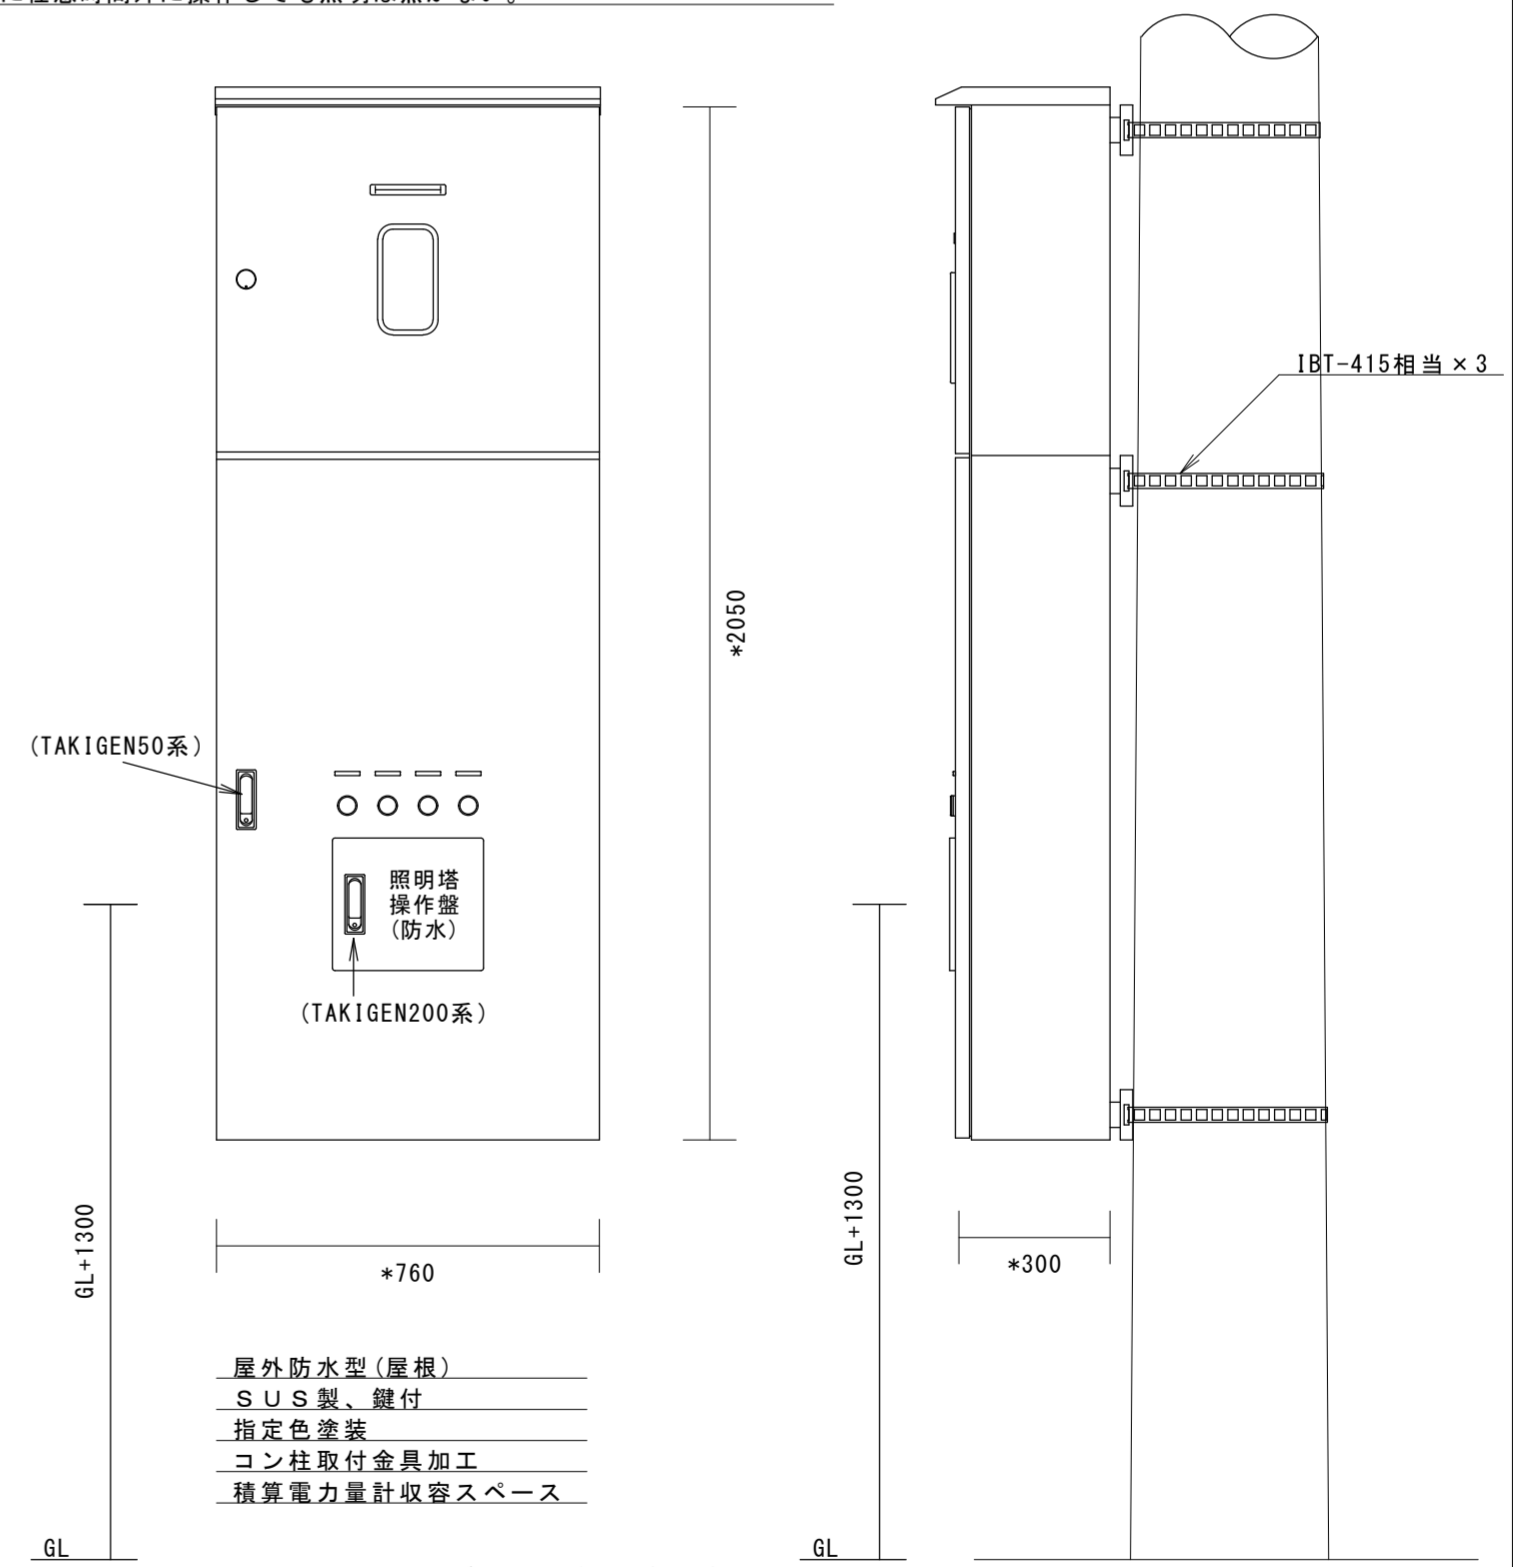 IBT-415相当×3
*2050
(TAKIGEN50系)
照明塔
操作盤
(防水)
(TAKIGEN200系)
GL+1300
GL+1300
*760
*300
屋外防水型(屋根)
ＳＵＳ製、鍵付
指定色塗装
コン柱取付金具加工
積算電力量計収容スペース
GL
GL